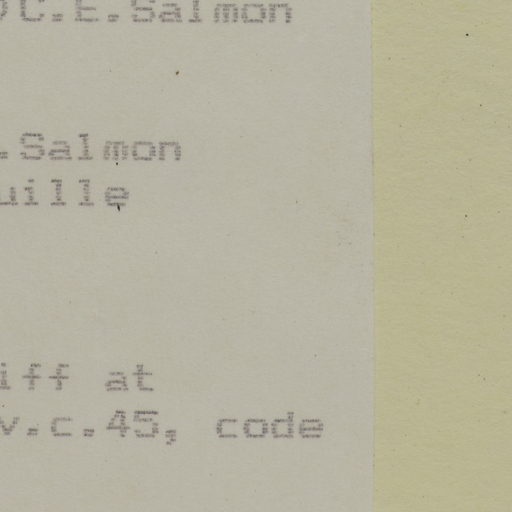 C.E.Salmon
.Salmon
uille
iff at
v.c.45, code